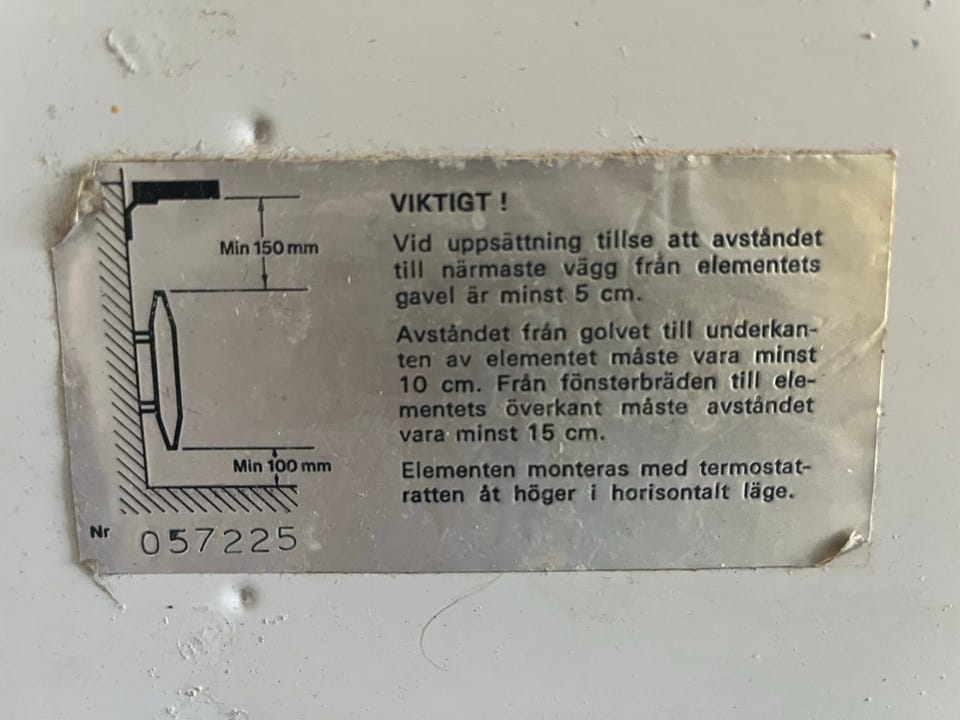 Min 150 mm
Min 100 mm
Nr 057225
VIKTIGT !
Vid uppsättning tillse att avståndet
till närmaste vägg från elementets
gavel är minst 5 cm.
Avståndet från golvet till underkan-
ten av elementet måste vara minst
10 cm. Från fönsterbräden till ele-
mentets överkant måste avståndet
vara minst 15 cm.
Elementen monteras med termostat-
ratten åt höger i horisontalt läge.